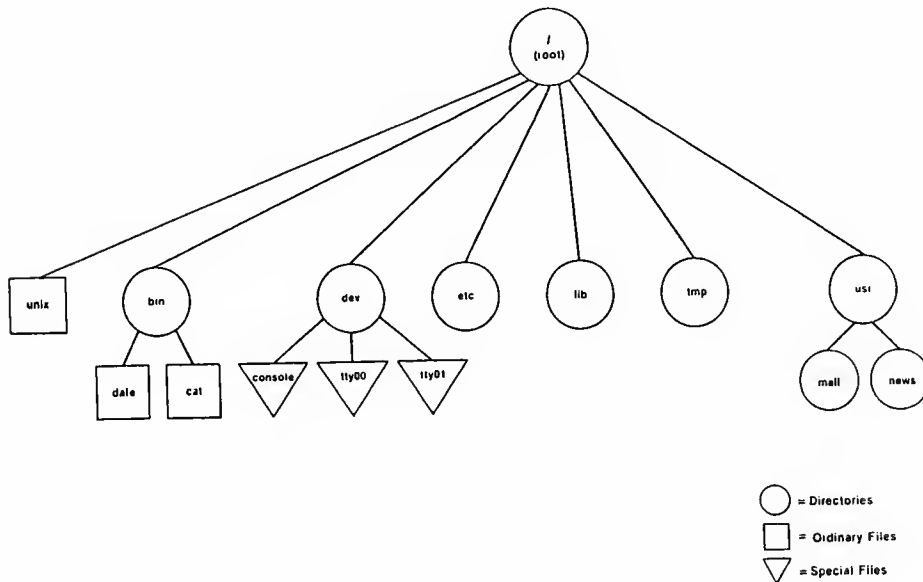 /
(root)
unix
bin
dev
etc
lib
tmp
usr
date
cat
console
tty00
tty01
mail
news
= Directories
= Ordinary Files
= Special Files